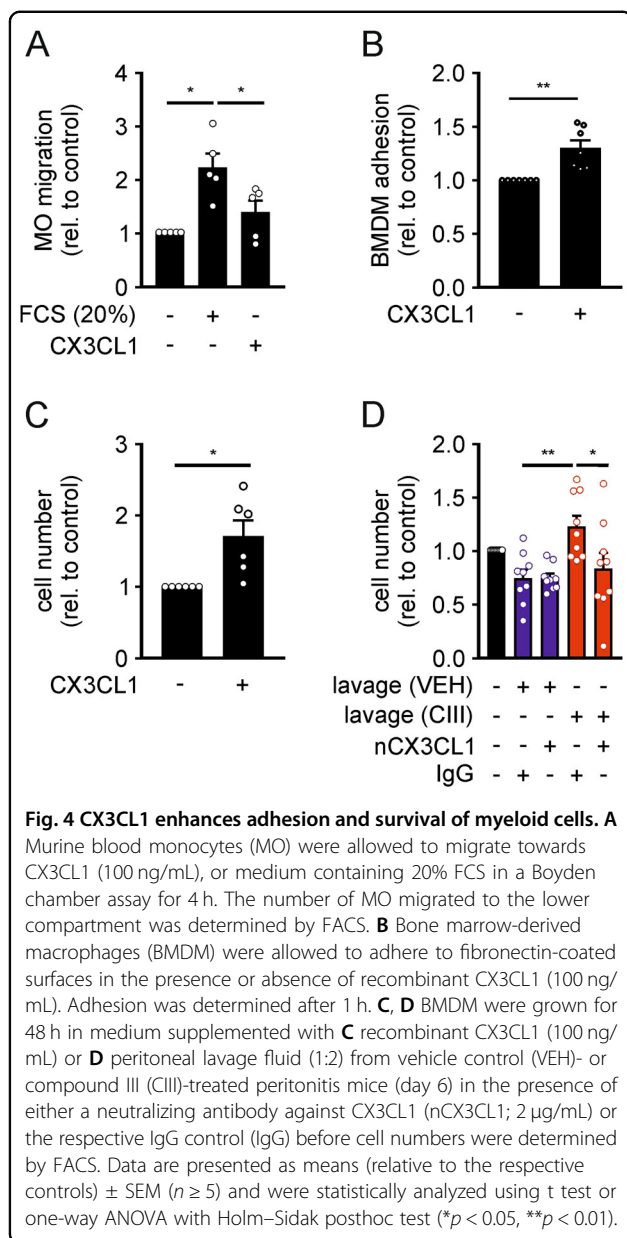 A
B
MO migration
(rel. to control)
4
3
2
1
0
*
*
FCS (20%) - + -
CX3CL1 - - +
BMDM adhesion
(rel. to control)
2.0
1.5
1.0
0.5
0.0
**
CX3CL1 - +
C
D
cell number
(rel. to control)
3
2
1
0
*
CX3CL1 - +
cell number
(rel. to control)
2.0
1.5
1.0
0.5
0.0
**
*
lavage (VEH) - + + - -
lavage (CIII) - - - + +
nCX3CL1 - - + - +
IgG - + - + -
Fig. 4 CX3CL1 enhances adhesion and survival of myeloid cells. A
Murine blood monocytes (MO) were allowed to migrate towards
CX3CL1 (100 ng/mL), or medium containing 20% FCS in a Boyden
chamber assay for 4 h. The number of MO migrated to the lower
compartment was determined by FACS. B Bone marrow-derived
macrophages (BMDM) were allowed to adhere to fibronectin-coated
surfaces in the presence or absence of recombinant CX3CL1 (100 ng/
mL). Adhesion was determined after 1 h. C, D BMDM were grown for
48 h in medium supplemented with C recombinant CX3CL1 (100 ng/
mL) or D peritoneal lavage fluid (1:2) from vehicle control (VEH)- or
compound III (CIII)-treated peritonitis mice (day 6) in the presence of
either a neutralizing antibody against CX3CL1 (nCX3CL1; 2 µg/mL) or
the respective IgG control (IgG) before cell numbers were determined
by FACS. Data are presented as means (relative to the respective
controls) ± SEM (n ≥ 5) and were statistically analyzed using t test or
one-way ANOVA with Holm–Sidak posthoc test (*p < 0.05, **p < 0.01).